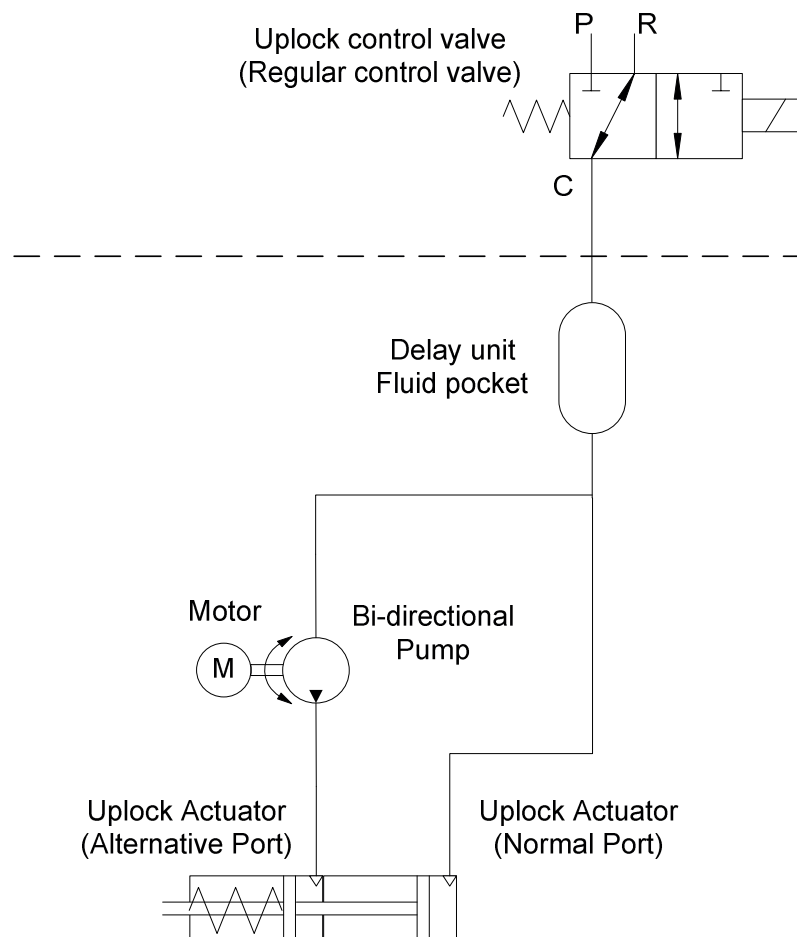 Uplock control valve
(Regular control valve)
P
R
C
Delay unit
Fluid pocket
Motor
M
Bi-directional
Pump
Uplock Actuator
(Alternative Port)
Uplock Actuator
(Normal Port)